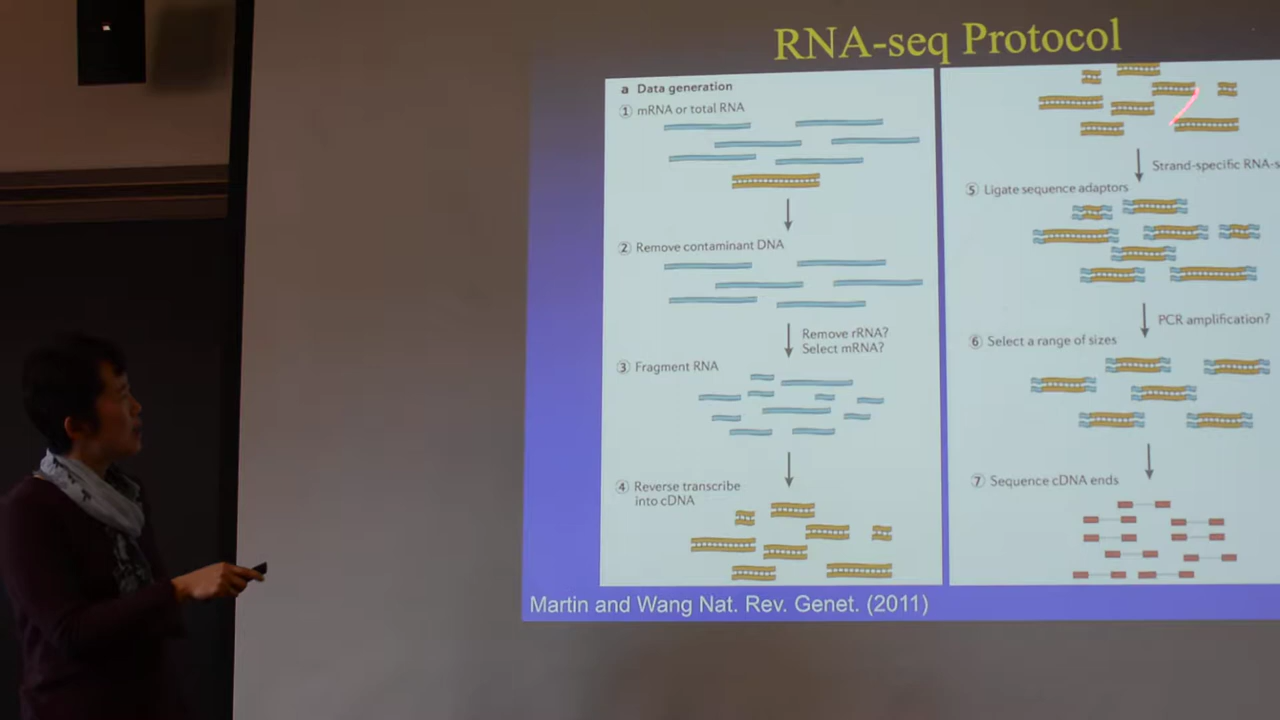 RNA-seq Protocol
a Data generation
1 mRNA or total RNA
2 Remove contaminant DNA
Remove rRNA?
Select mRNA?
3 Fragment RNA
4 Reverse transcribe
into cDNA
Strand-specific RNA-s
5 Ligate sequence adaptors
PCR amplification?
6 Select a range of sizes
7 Sequence cDNA ends
Martin and Wang Nat. Rev. Genet. (2011)